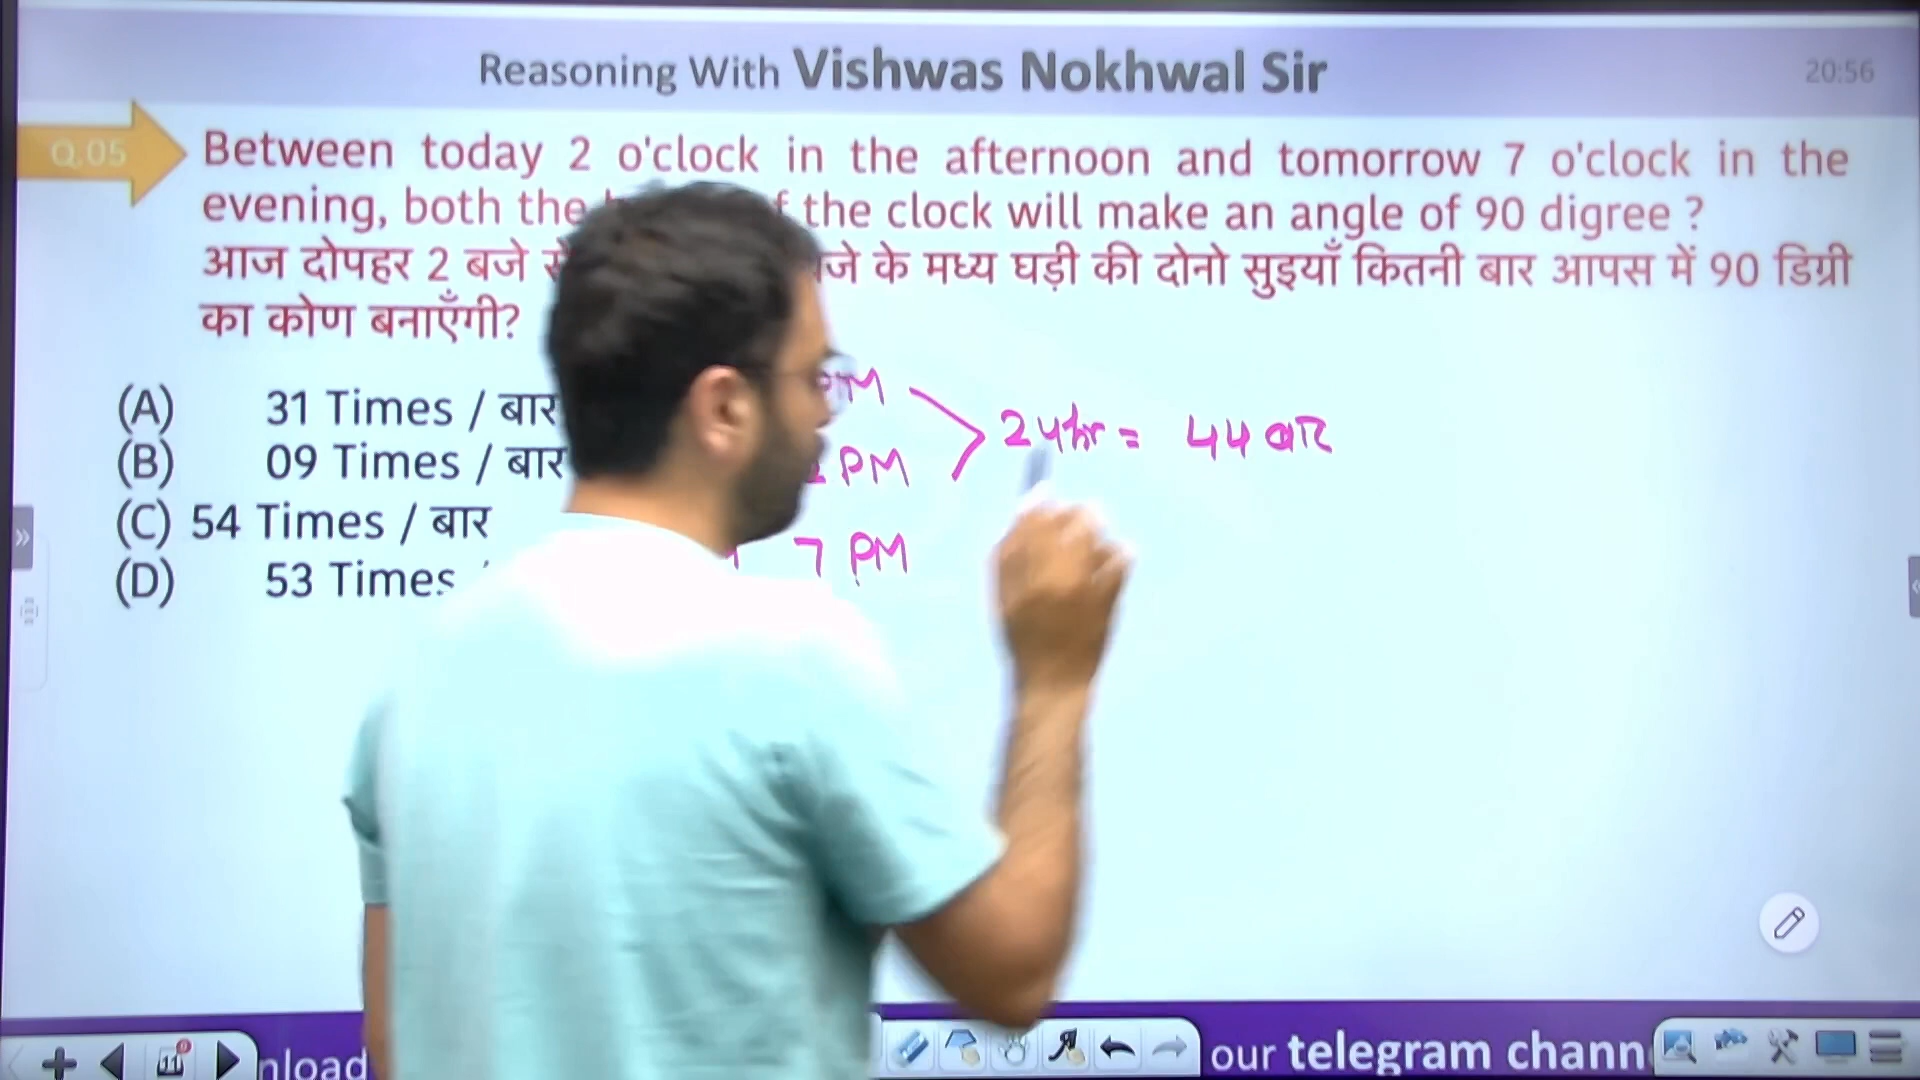 Reasoning With Vishwas Nokhwal Sir
20:56
Q.05
Between today 2 o'clock in the afternoon and tomorrow 7 o'clock in the
evening, both the the clock will make an angle of 90 digree ?
आज दोपहर 2 बजे के मध्य घड़ी की दोनो सुइयाँ कितनी बार आपस में 90 डिग्री
का कोण बनाएँगी?
(A) 31 Times / बार
(B) 09 Times / बार
(C) 54 Times / बार
(D) 53 Times
PM
2 PM
24hr = 44 बार
7 PM
11
our telegram chann